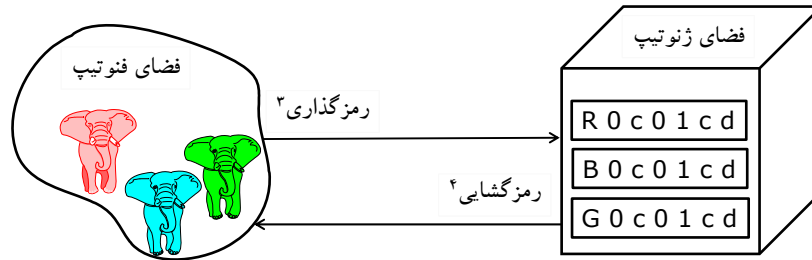 فضای ژنوتیپ
فضای فنوتیپ
رمزگذاری۳
R 0 c 0 1 c d
B 0 c 0 1 c d
رمزگشایی۴
G 0 c 0 1 c d